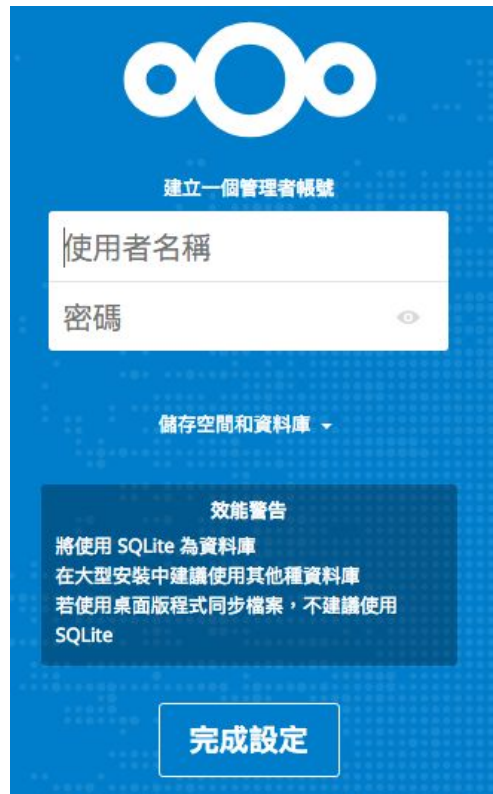 建立一個管理者帳號
使用者名稱
密碼
儲存空間和資料庫
效能警告
將使用 SQLite 為資料庫
在大型安裝中建議使用其他種資料庫
若使用桌面版程式同步檔案，不建議使用
SQLite
完成設定